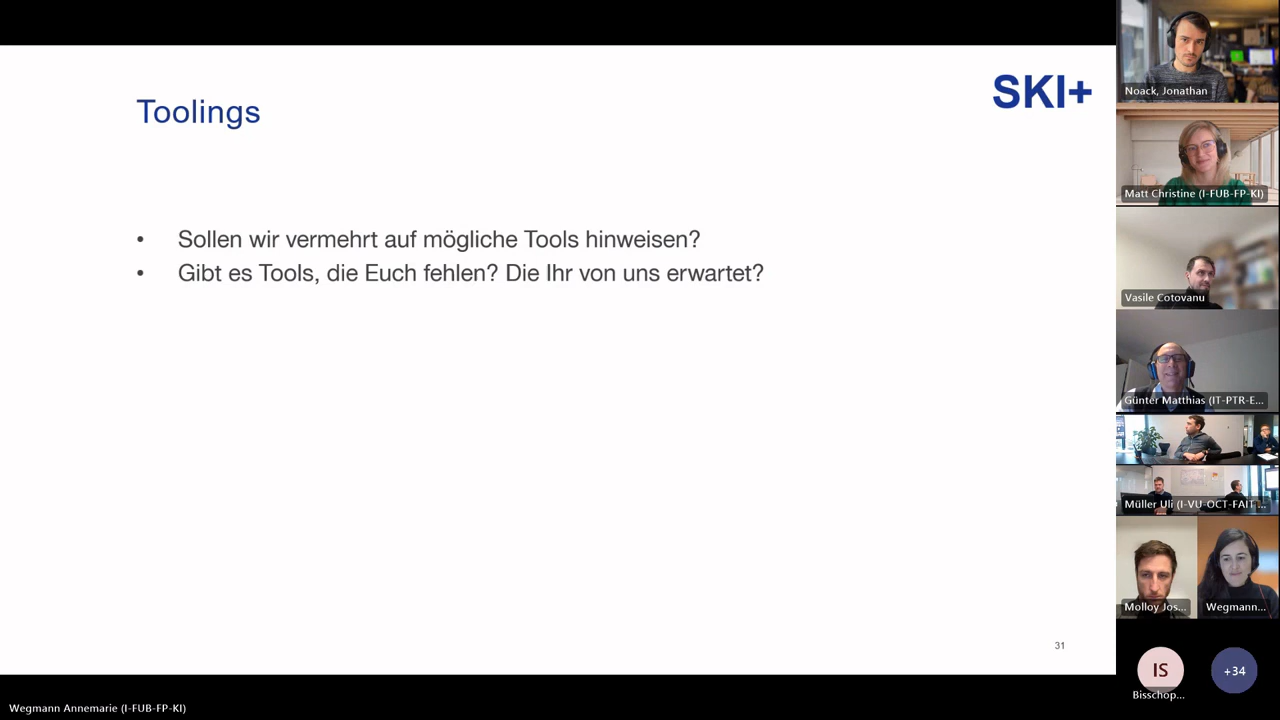 Toolings
SKI+
• Sollen wir vermehrt auf mögliche Tools hinweisen?
• Gibt es Tools, die Euch fehlen? Die Ihr von uns erwartet?
31
Wegmann Annemarie (I-FUB-FP-KI)
Noack, Jonathan
Matt Christine (I-FUB-FP-KI)
Vasile Cotovanu
Günter Matthias (IT-PTR-E...
Müller Uli (I-VU-OCT-FAIT ...
Molloy Jos...
Wegmann...
IS
Bisschop...
+34